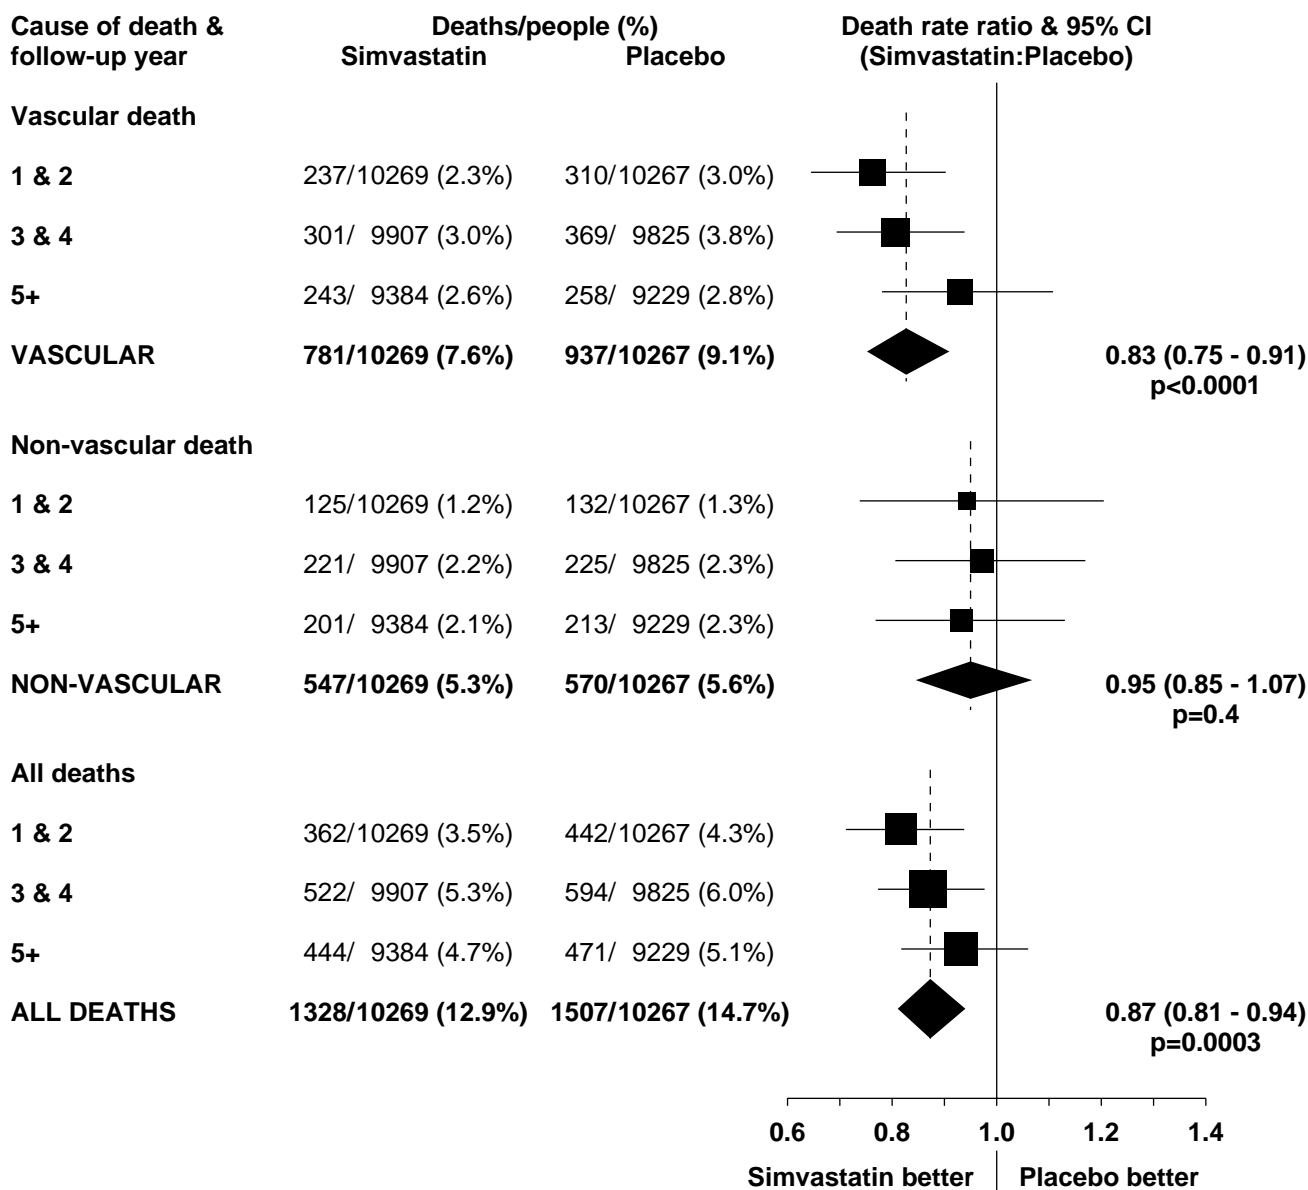 Cause of death & Deaths/people (%) Death rate ratio & 95% CI
follow-up year Simvastatin Placebo (Simvastatin:Placebo)
Vascular death
1 & 2 237/10269 (2.3%) 310/10267 (3.0%)
3 & 4 301/ 9907 (3.0%) 369/ 9825 (3.8%)
5+ 243/ 9384 (2.6%) 258/ 9229 (2.8%)
VASCULAR 781/10269 (7.6%) 937/10267 (9.1%) 0.83 (0.75 - 0.91)
p<0.0001
Non-vascular death
1 & 2 125/10269 (1.2%) 132/10267 (1.3%)
3 & 4 221/ 9907 (2.2%) 225/ 9825 (2.3%)
5+ 201/ 9384 (2.1%) 213/ 9229 (2.3%)
NON-VASCULAR 547/10269 (5.3%) 570/10267 (5.6%) 0.95 (0.85 - 1.07)
p=0.4
All deaths
1 & 2 362/10269 (3.5%) 442/10267 (4.3%)
3 & 4 522/ 9907 (5.3%) 594/ 9825 (6.0%)
5+ 444/ 9384 (4.7%) 471/ 9229 (5.1%)
ALL DEATHS 1328/10269 (12.9%) 1507/10267 (14.7%) 0.87 (0.81 - 0.94)
p=0.0003
0.6 0.8 1.0 1.2 1.4
Simvastatin better Placebo better